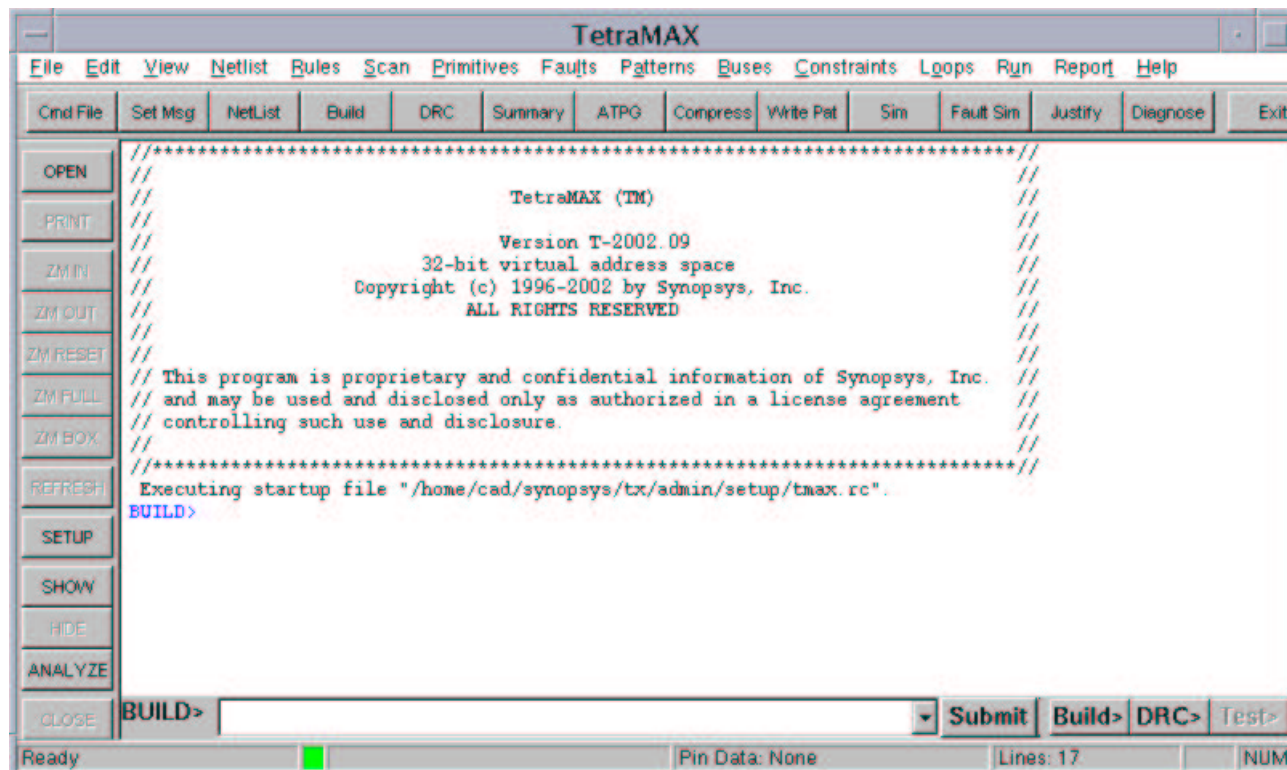 TetraMAX
File Edit View Netlist Rules Scan Primitives Faults Patterns Buses Constraints Loops Run Report Help
Cmd File Set Msg NetList Build DRC Summary ATPG Compress Write Pat Sim Fault Sim Justify Diagnose Exit
OPEN
PRINT
ZM IN
ZM OUT
ZM RESET
ZM FULL
ZM BOX
REFRESH
SETUP
SHOW
HIDE
ANALYZE
CLOSE
//*****************************************************************************//
// //
// TetraMAX (TM) //
// //
// Version T-2002.09 //
// 32-bit virtual address space //
// Copyright (c) 1996-2002 by Synopsys, Inc. //
// ALL RIGHTS RESERVED //
// //
// //
// This program is proprietary and confidential information of Synopsys, Inc. //
// and may be used and disclosed only as authorized in a license agreement //
// controlling such use and disclosure. //
// //
//*****************************************************************************//
Executing startup file "/home/cad/synopsys/tx/admin/setup/tmax.rc".
BUILD>
BUILD> Submit Build> DRC> Test>
Ready Pin Data: None Lines: 17 NUM